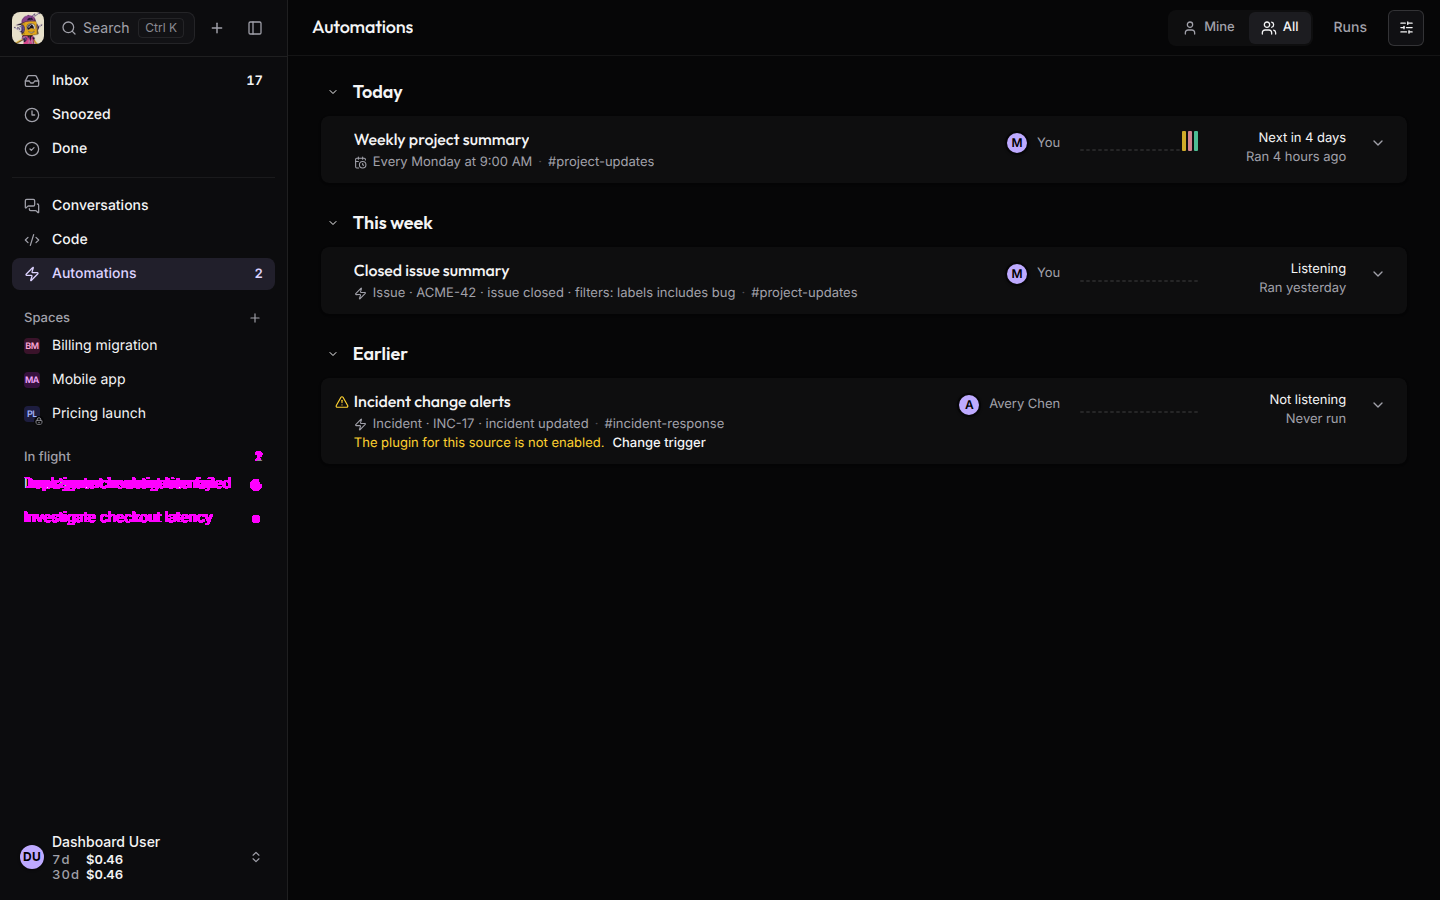 Search Ctrl K
Inbox 17
Snoozed
Done
Conversations
Code
Automations 2
Spaces
BM Billing migration
MA Mobile app
PL Pricing launch
In flight
Investigate checkout latency
DU Dashboard User
7d $0.46
30d $0.46
Automations
Mine All Runs
Today
Weekly project summary
Every Monday at 9:00 AM · #project-updates
M You
Next in 4 days
Ran 4 hours ago
This week
Closed issue summary
Issue · ACME-42 · issue closed · filters: labels includes bug · #project-updates
M You
Listening
Ran yesterday
Earlier
Incident change alerts
Incident · INC-17 · incident updated · #incident-response
The plugin for this source is not enabled. Change trigger
A Avery Chen
Not listening
Never run